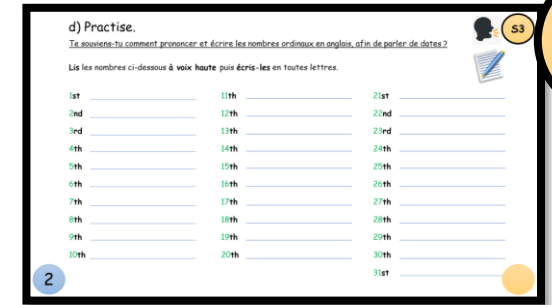 d) Practise.
S3
Te souviens-tu comment prononcer et écrire les nombres ordinaux en anglais, afin de parler de dates ?
Lis les nombres ci-dessous à voix haute puis écris-les en toutes lettres.
1st
2nd
3rd
4th
5th
6th
7th
8th
9th
10th
11th
12th
13th
14th
15th
16th
17th
18th
19th
20th
21st
22nd
23rd
24th
25th
26th
27th
28th
29th
30th
31st
2